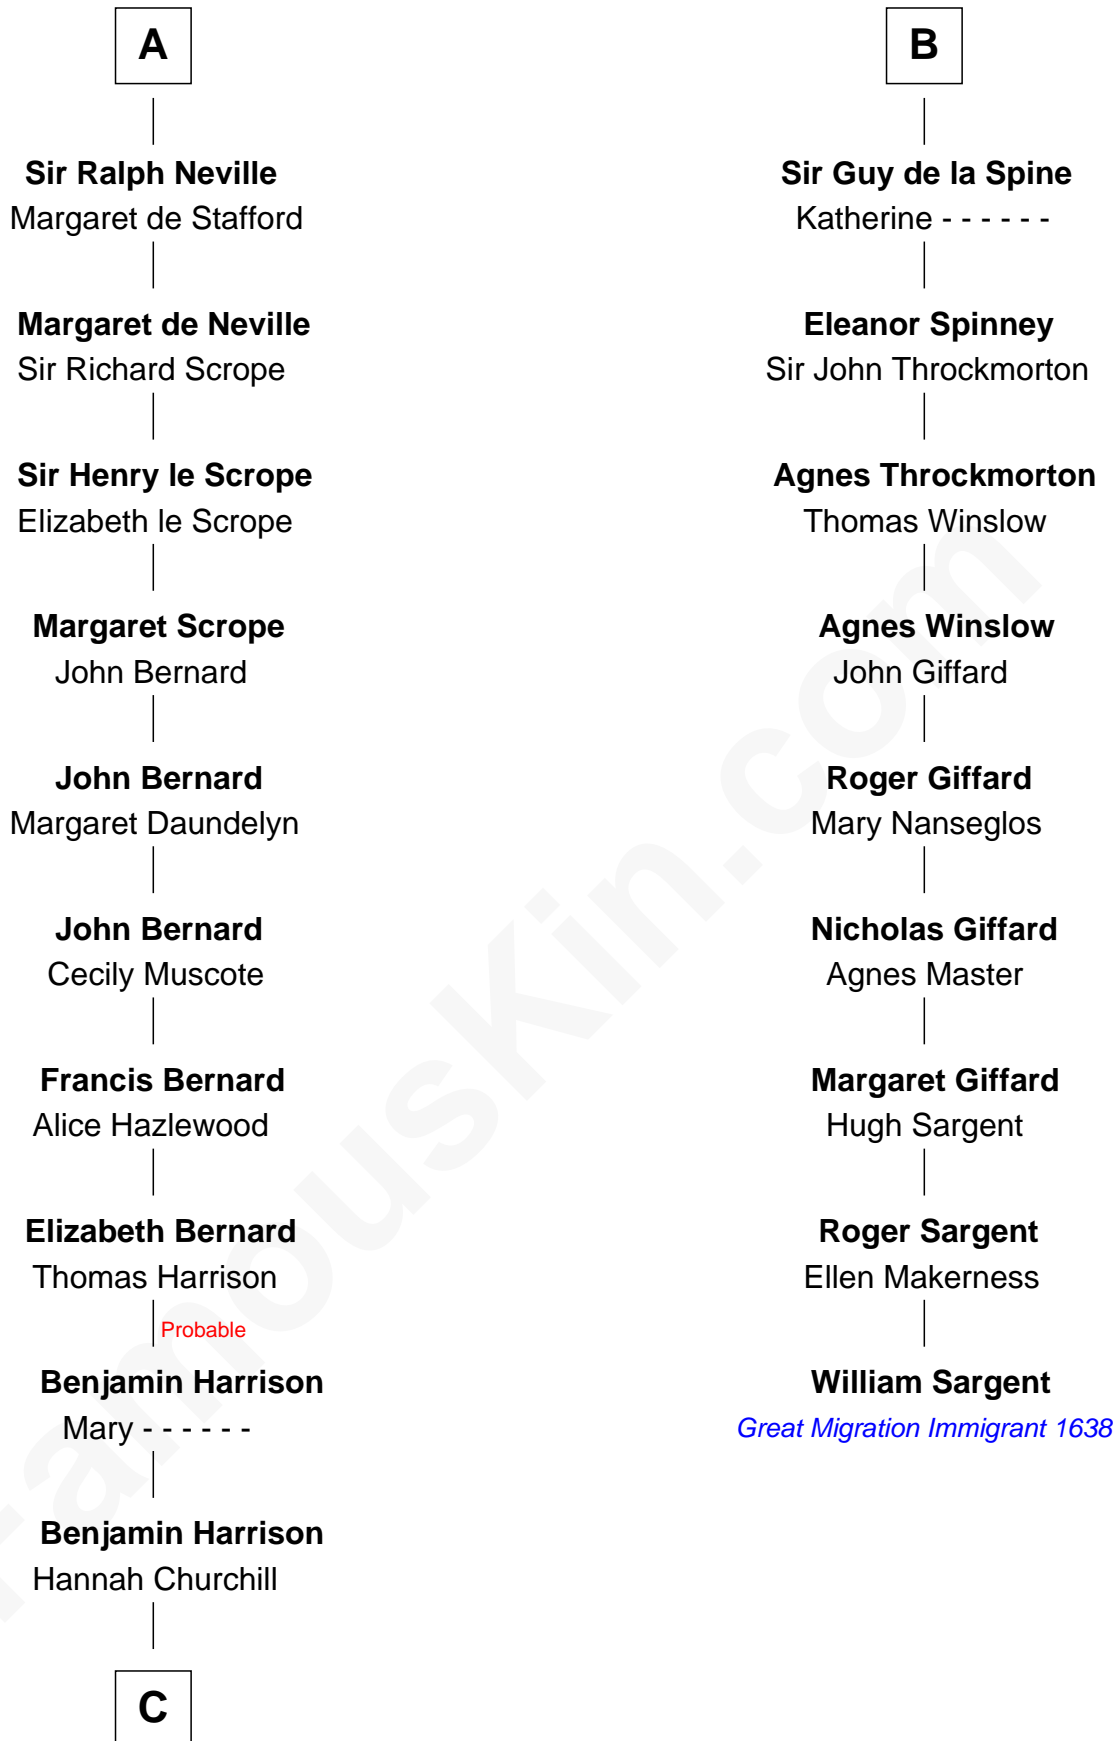 A
Sir Ralph Neville
Margaret de Stafford
Margaret de Neville
Sir Richard Scrope
Sir Henry le Scrope
Elizabeth le Scrope
Margaret Scrope
John Bernard
John Bernard
Margaret Daundelyn
John Bernard
Cecily Muscote
Francis Bernard
Alice Hazlewood
Elizabeth Bernard
Thomas Harrison
Probable
Benjamin Harrison
Mary - - - - - -
Benjamin Harrison
Hannah Churchill
C
B
Sir Guy de la Spine
Katherine - - - - - -
Eleanor Spinney
Sir John Throckmorton
Agnes Throckmorton
Thomas Winslow
Agnes Winslow
John Giffard
Roger Giffard
Mary Nanseglos
Nicholas Giffard
Agnes Master
Margaret Giffard
Hugh Sargent
Roger Sargent
Ellen Makerness
William Sargent
Great Migration Immigrant 1638
FamousKin.com